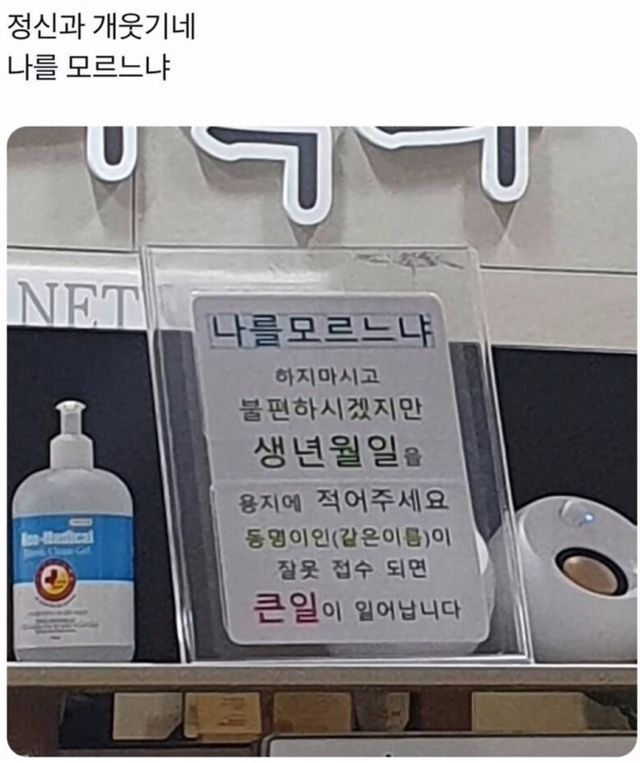 정신과 개웃기네
나를 모르느냐
NET
나를모르느냐
하지마시고
불편하시겠지만
생년월일을
용지에 적어주세요
동명이인(같은이름)이
잘못 접수 되면
큰일이 일어납니다